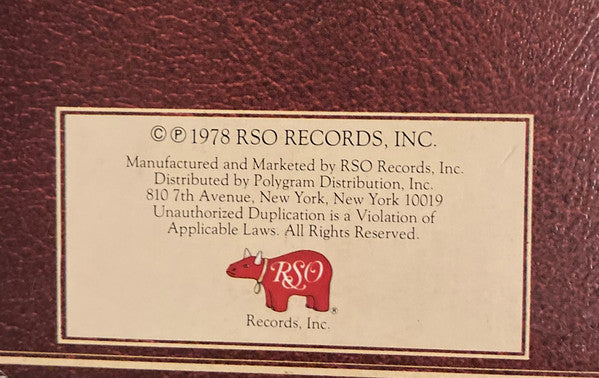 © ℗ 1978 RSO RECORDS, INC.
Manufactured and Marketed by RSO Records, Inc.
Distributed by Polygram Distribution, Inc.
810 7th Avenue, New York, New York 10019
Unauthorized Duplication is a Violation of
Applicable Laws. All Rights Reserved.
RSO
®
Records, Inc.